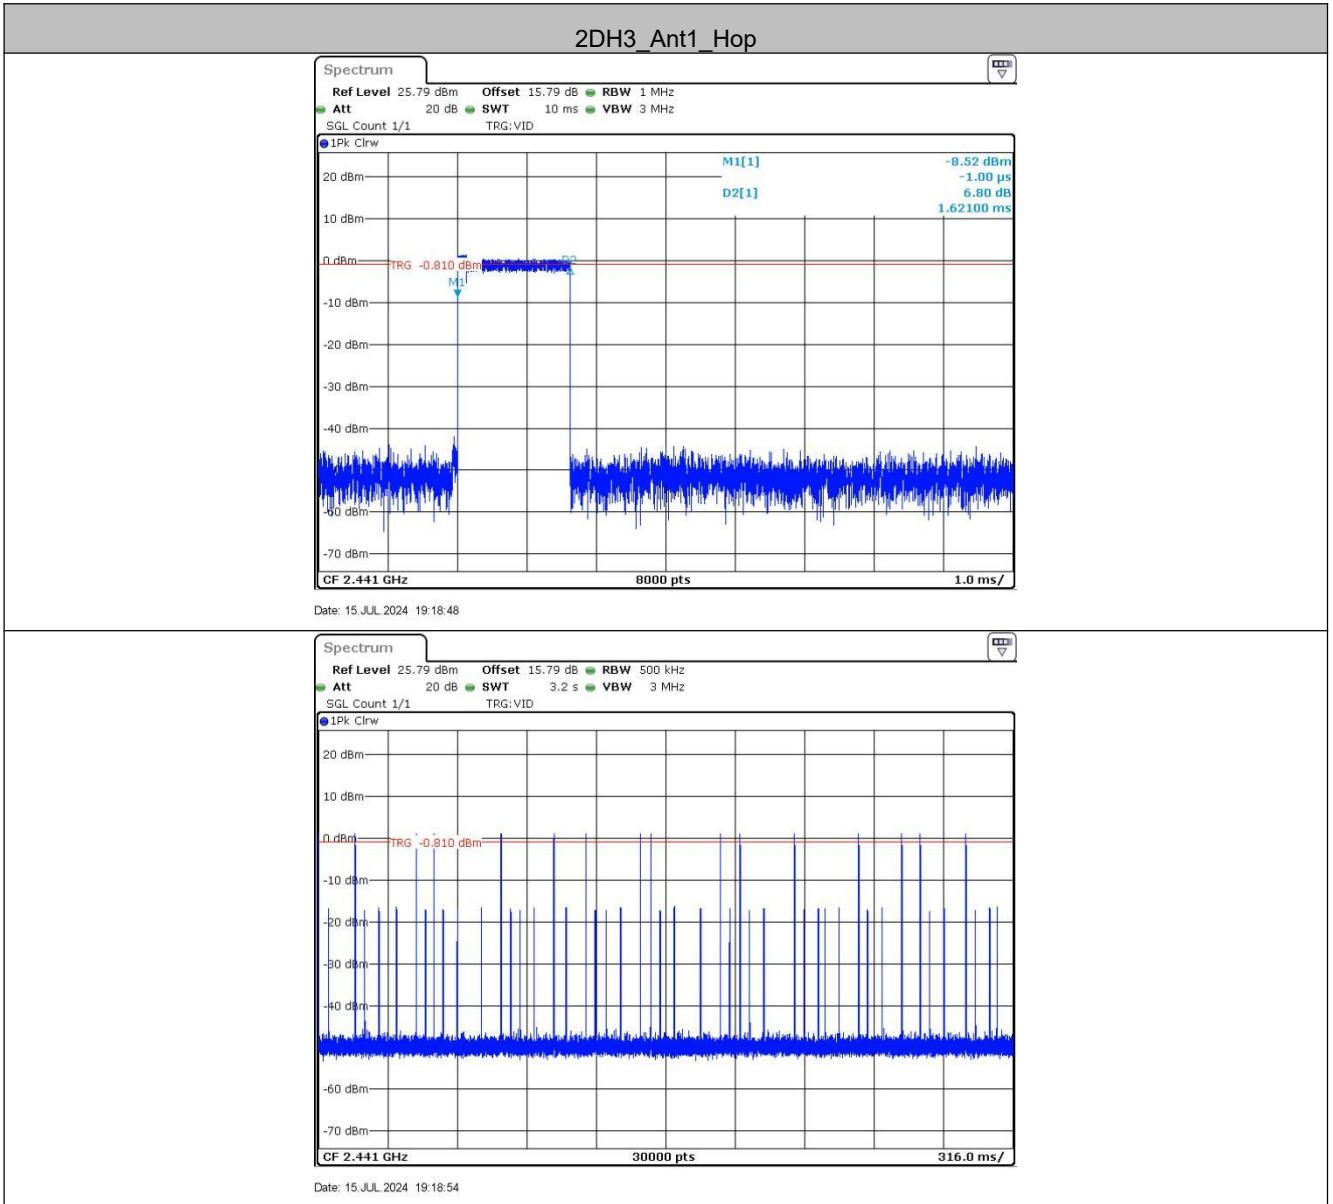 2DH3_Ant1_Hop
Spectrum
Ref Level 25.79 dBm Offset 15.79 dB RBW 1 MHz
Att 20 dB SWT 10 ms VBW 3 MHz
SGL Count 1/1 TRG:VID
1Pk Clrw
M1[1] -8.52 dBm
-1.00 µs
D2[1] 6.80 dB
1.62100 ms
20 dBm
10 dBm
0 dBm
TRG -0.810 dBm
D2
M1
-10 dBm
-20 dBm
-30 dBm
-40 dBm
-60 dBm
-70 dBm
CF 2.441 GHz 8000 pts 1.0 ms/
Date: 15.JUL.2024 19:18:48
Spectrum
Ref Level 25.79 dBm Offset 15.79 dB RBW 500 kHz
Att 20 dB SWT 3.2 s VBW 3 MHz
SGL Count 1/1 TRG:VID
1Pk Clrw
20 dBm
10 dBm
0 dBm
TRG -0.810 dBm
-10 dBm
-20 dBm
-30 dBm
-40 dBm
-60 dBm
-70 dBm
CF 2.441 GHz 30000 pts 316.0 ms/
Date: 15.JUL.2024 19:18:54